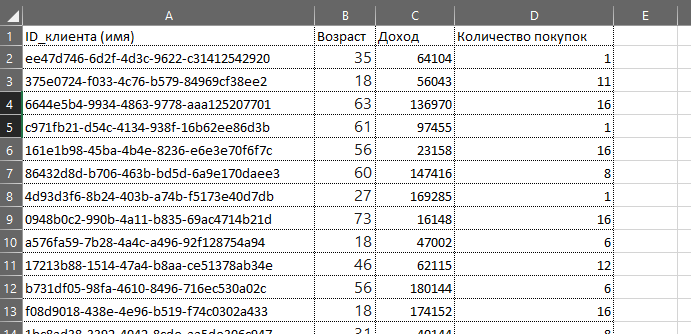 A B C D E F
1 ID_клиента (имя) Возраст Доход Количество покупок
2 ee47d746-6d2f-4d3c-9622-c31412542920 35 64104 1
3 375e0724-f033-4c76-b579-84969cf38ee2 18 56043 11
4 6644e5b4-9934-4863-9778-aaa125207701 63 136970 16
5 c971fb21-d54c-4134-938f-16b62ee86d3b 61 97455 1
6 161e1b98-45ba-4b4e-8236-e6e3e70f6f7c 56 23158 16
7 86432d8d-b706-463b-bd5d-6a9e170daee3 60 147416 8
8 4d93d3f6-8b24-403b-a74b-f5173e40d7db 27 169285 1
9 0948b0c2-990b-4a11-b835-69ac4714b21d 73 16148 16
10 a576fa59-7b28-4a4c-a496-92f128754a94 18 47002 6
11 17213b88-1514-47a4-b8aa-ce51378ab34e 46 62115 12
12 b731df05-98fa-4610-8496-716ec530a02c 56 180144 6
13 f08d9018-438e-4e96-b519-f74c0302a433 18 174152 16